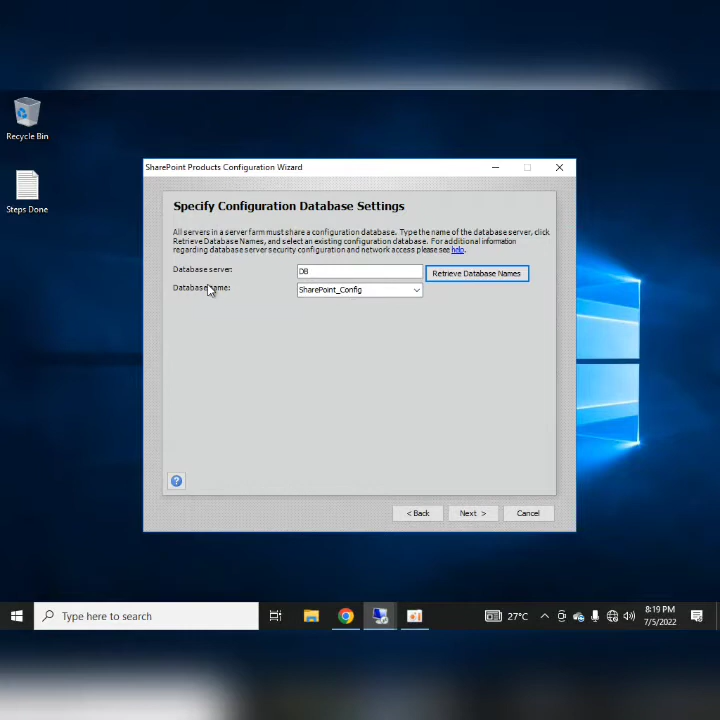 Recycle Bin
Steps Done
SharePoint Products Configuration Wizard
Specify Configuration Database Settings
All servers in a server farm must share a configuration database. Type the name of the database server, click
Retrieve Database Names, and select an existing configuration database. For additional information
regarding database server security configuration and network access please see help.
Database server:
DB
Retrieve Database Names
Database name:
SharePoint_Config
?
< Back
Next >
Cancel
Type here to search
27°C
8:19 PM
7/5/2022